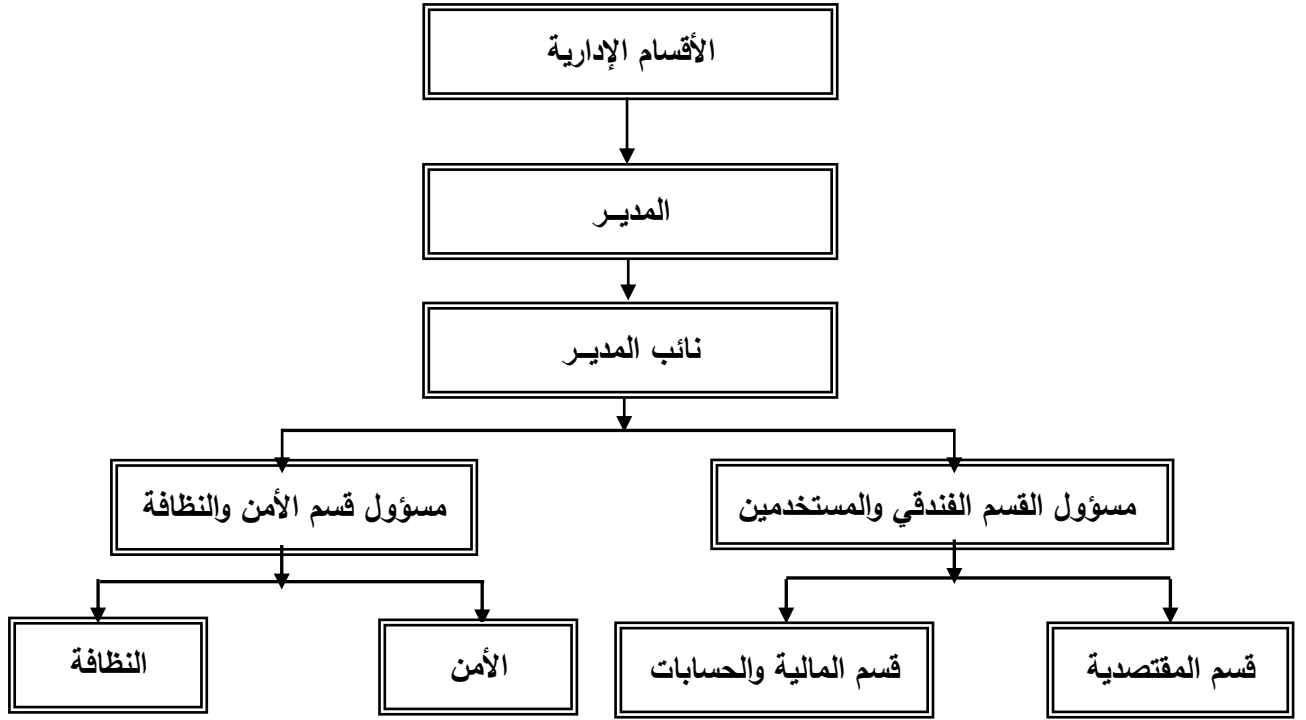 الأقسام الإدارية
المديـر
نائب المديـر
مسؤول القسم الفندقي والمستخدمين
مسؤول قسم الأمن والنظافة
قسم المقتصدية
قسم المالية والحسابات
الأمن
النظافة